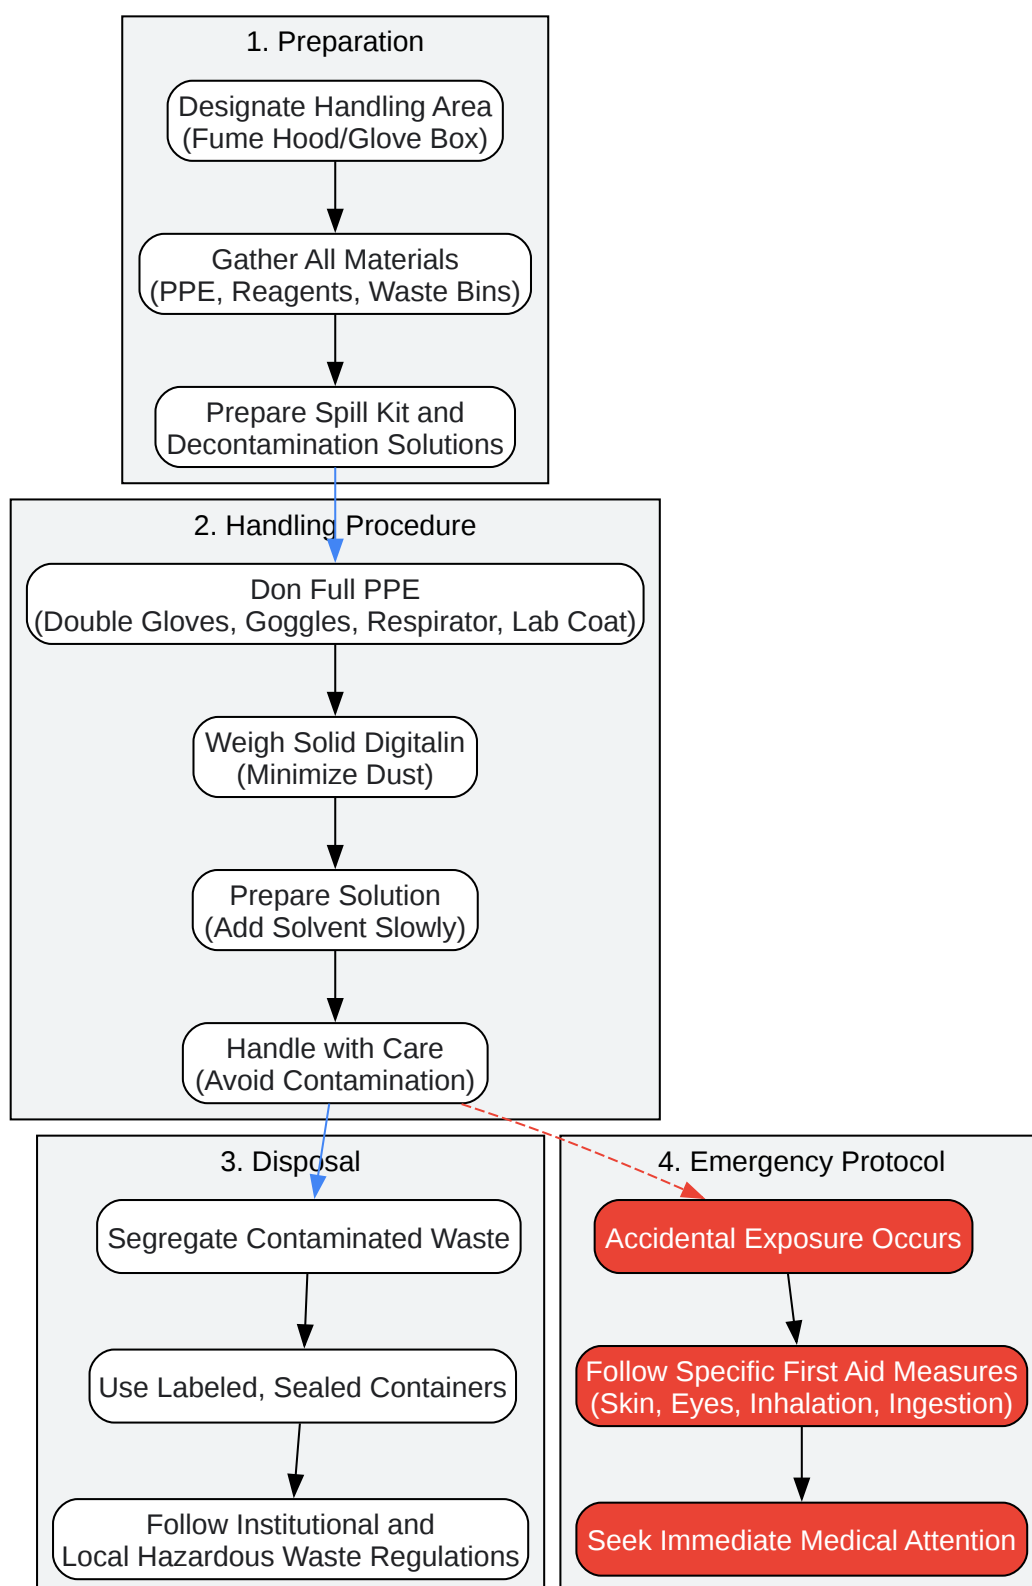 1. Preparation
Designate Handling Area
(Fume Hood/Glove Box)
Gather All Materials
(PPE, Reagents, Waste Bins)
Prepare Spill Kit and
Decontamination Solutions
2. Handling Procedure
Don Full PPE
(Double Gloves, Goggles, Respirator, Lab Coat)
Weigh Solid Digitalin
(Minimize Dust)
Prepare Solution
(Add Solvent Slowly)
Handle with Care
(Avoid Contamination)
3. Disposal
Segregate Contaminated Waste
Use Labeled, Sealed Containers
Follow Institutional and
Local Hazardous Waste Regulations
4. Emergency Protocol
Accidental Exposure Occurs
Follow Specific First Aid Measures
(Skin, Eyes, Inhalation, Ingestion)
Seek Immediate Medical Attention